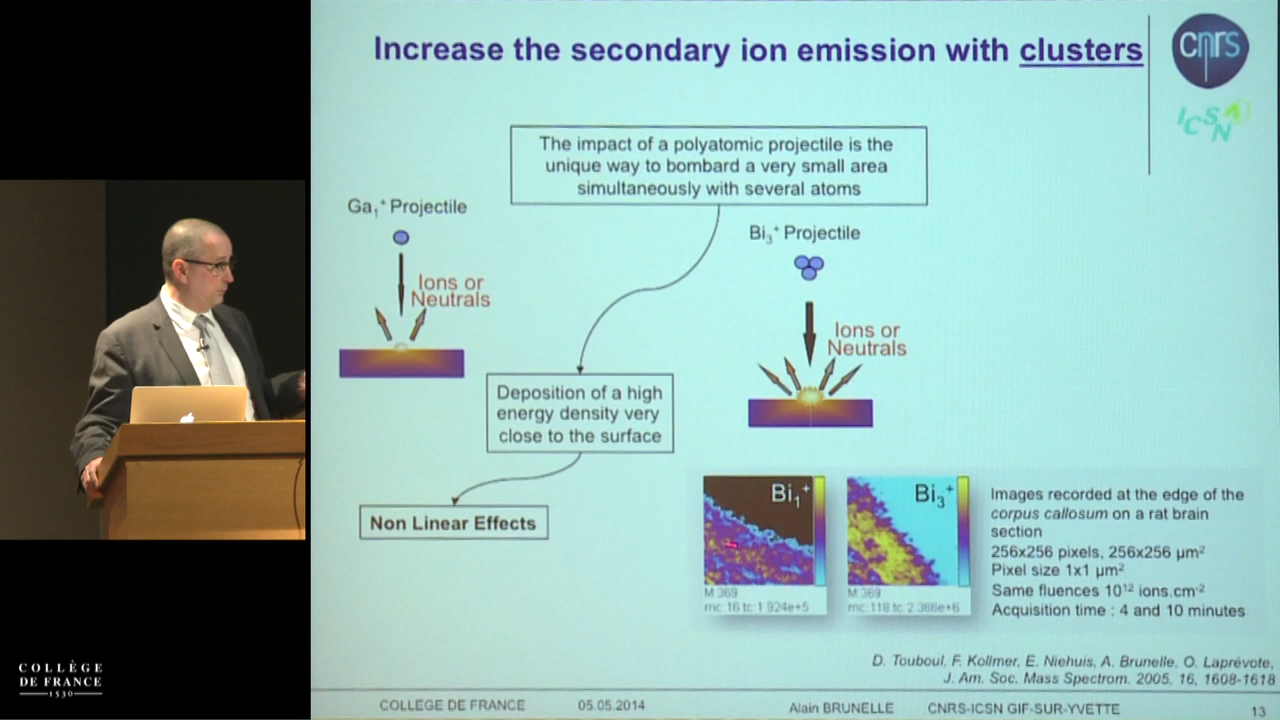 Increase the secondary ion emission with clusters
cnrs
ICSN
The impact of a polyatomic projectile is the
unique way to bombard a very small area
simultaneously with several atoms
Ga₁⁺ Projectile
Ions or
Neutrals
Bi₃⁺ Projectile
Ions or
Neutrals
Deposition of a high
energy density very
close to the surface
Non Linear Effects
Bi₁⁺
M:369
mc: 16 tc: 1.924e+5
Bi₃⁺
M:369
mc: 118 tc: 2.366e+6
Images recorded at the edge of the
corpus callosum on a rat brain
section
256x256 pixels, 256x256 µm²
Pixel size 1x1 µm²
Same fluences 10¹² ions.cm⁻²
Acquisition time : 4 and 10 minutes
D. Touboul, F. Kollmer, E. Niehuis, A. Brunelle, O. Laprévote,
J. Am. Soc. Mass Spectrom. 2005, 16, 1608-1618
COLLEGE DE FRANCE 05.05.2014 Alain BRUNELLE CNRS-ICSN GIF-SUR-YVETTE 13
COLLÈGE
DE FRANCE
1530